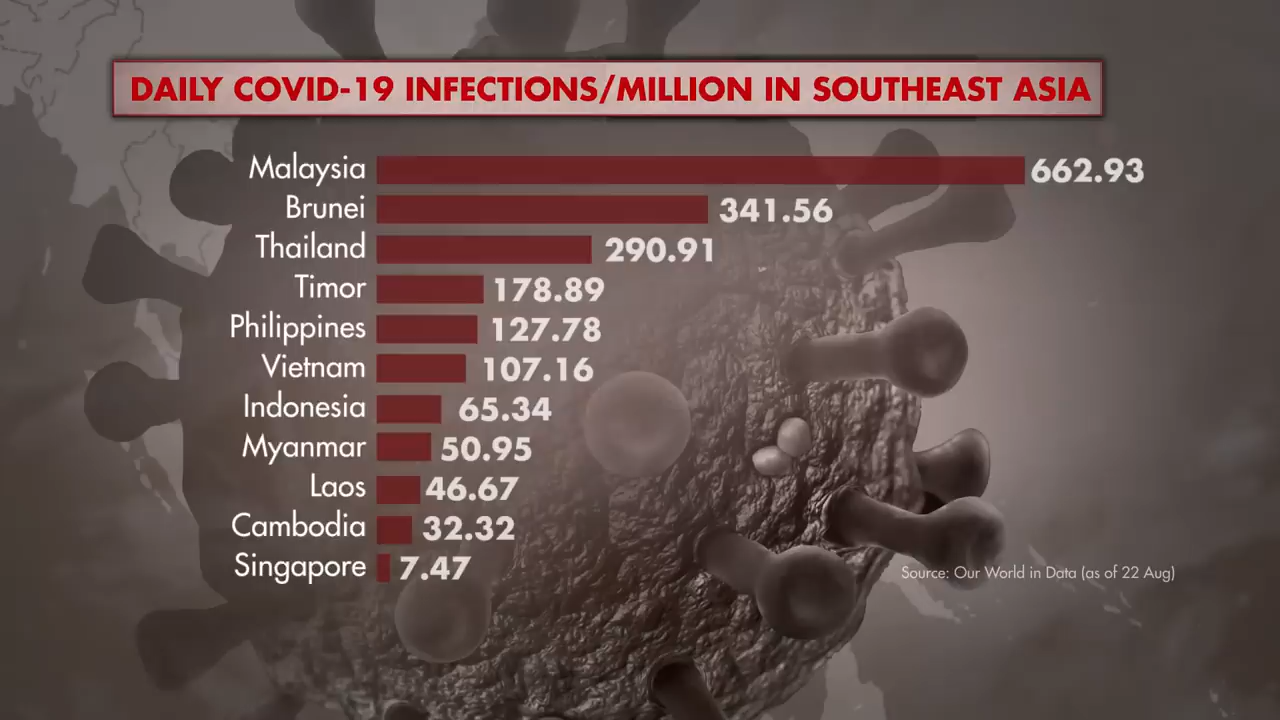 DAILY COVID-19 INFECTIONS/MILLION IN SOUTHEAST ASIA
Malaysia 662.93
Brunei 341.56
Thailand 290.91
Timor 178.89
Philippines 127.78
Vietnam 107.16
Indonesia 65.34
Myanmar 50.95
Laos 46.67
Cambodia 32.32
Singapore 7.47
Source: Our World in Data (as of 22 Aug)